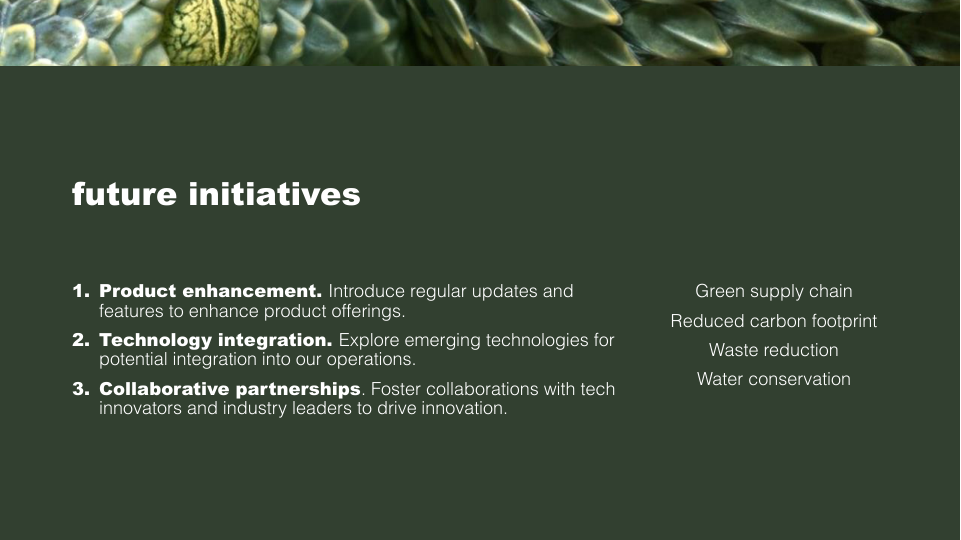 future initiatives
1. Product enhancement. Introduce regular updates and
features to enhance product offerings.
2. Technology integration. Explore emerging technologies for
potential integration into our operations.
3. Collaborative partnerships. Foster collaborations with tech
innovators and industry leaders to drive innovation.
Green supply chain
Reduced carbon footprint
Waste reduction
Water conservation